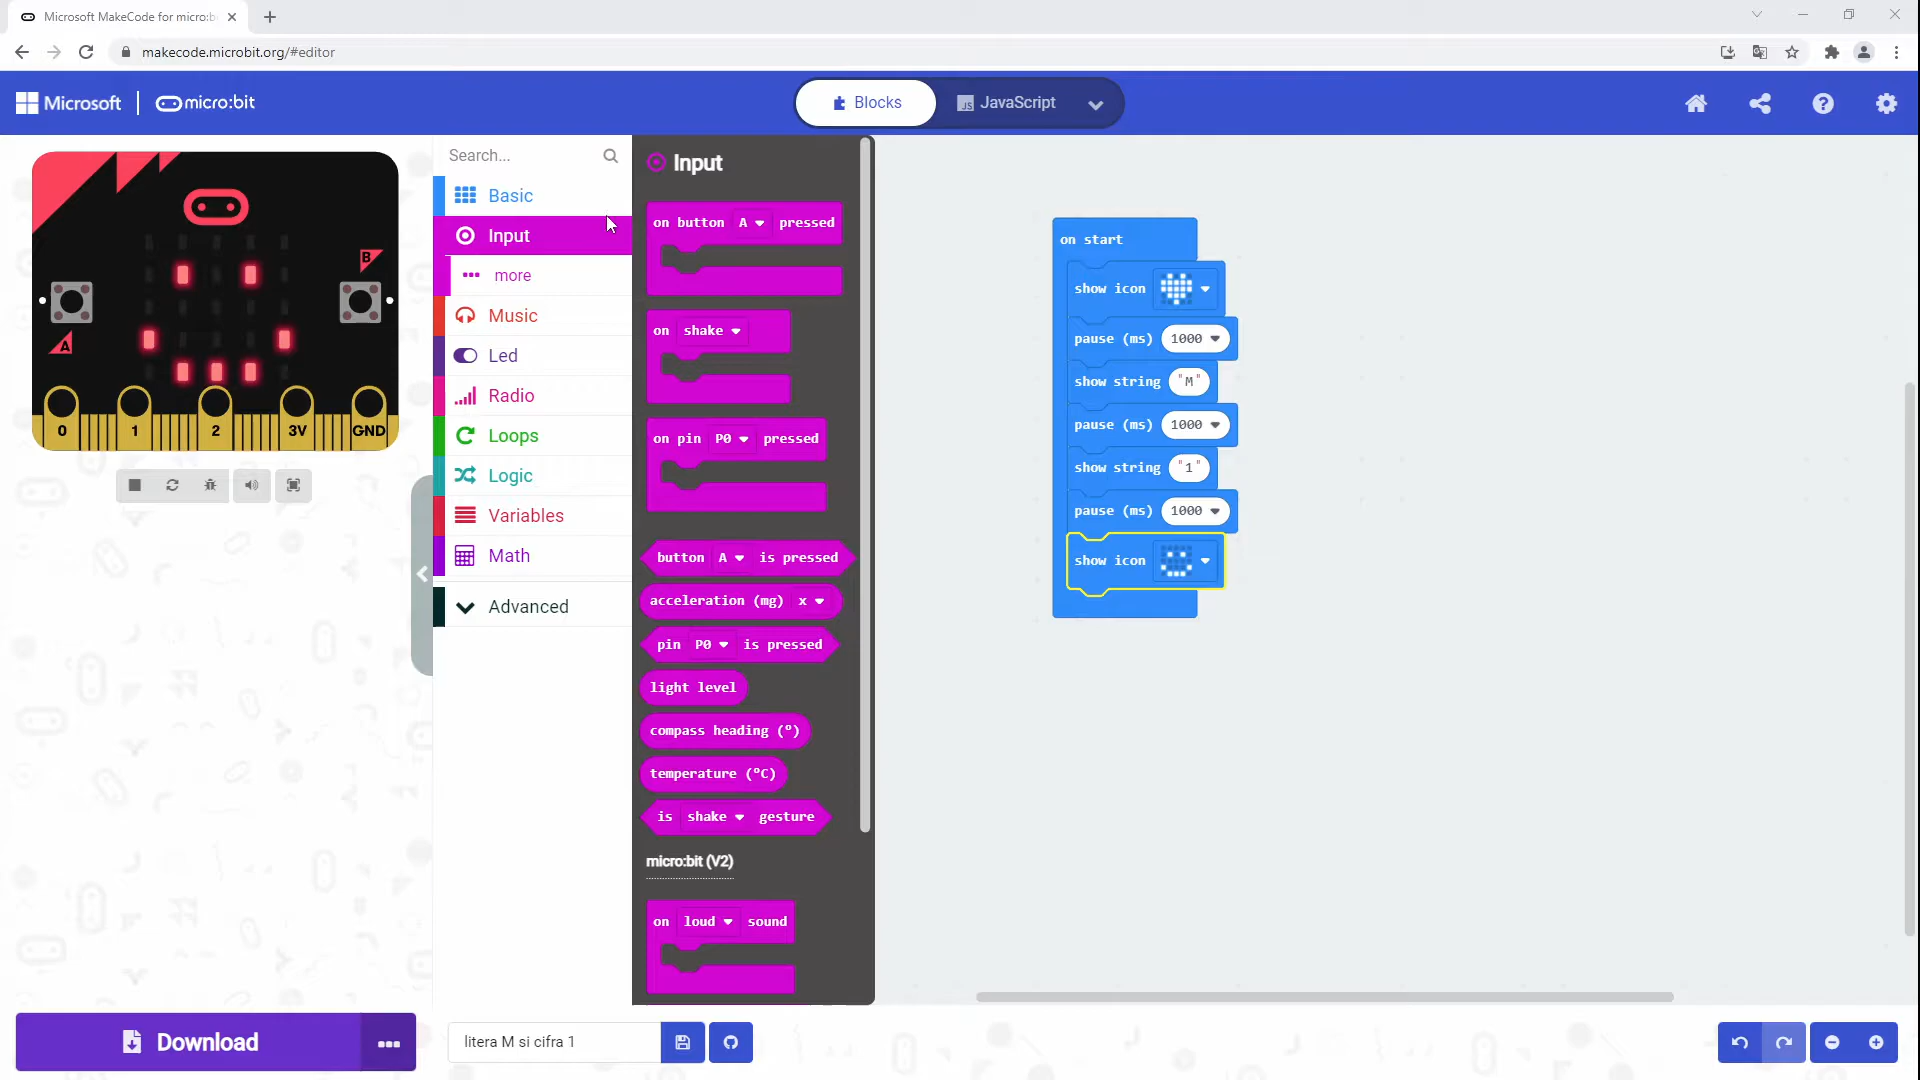 Microsoft MakeCode for micro:b
makecode.microbit.org/#editor
Microsoft
micro:bit
Blocks
JS
JavaScript
Search...
Basic
Input
more
Music
Led
Radio
Loops
Logic
Variables
Math
Advanced
Input
on button A pressed
on shake
on pin P0 pressed
button A is pressed
acceleration (mg) x
pin P0 is pressed
light level
compass heading (°)
temperature (°C)
is shake gesture
micro:bit (V2)
on loud sound
on start
show icon
pause (ms) 1000
show string "M"
pause (ms) 1000
show string "1"
pause (ms) 1000
show icon
A
B
0 1 2 3V GND
Download
litera M si cifra 1